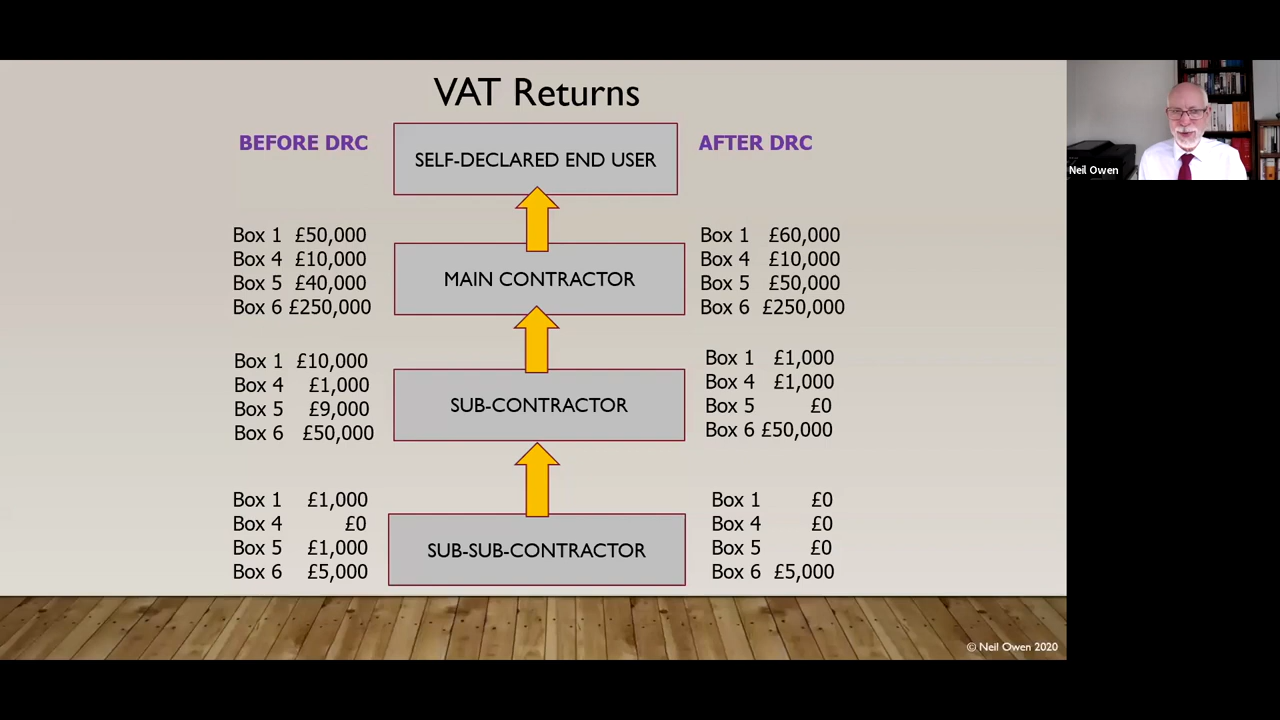 VAT Returns
BEFORE DRC
SELF-DECLARED END USER
AFTER DRC
Box 1 £50,000
Box 4 £10,000
Box 5 £40,000
Box 6 £250,000
MAIN CONTRACTOR
Box 1 £60,000
Box 4 £10,000
Box 5 £50,000
Box 6 £250,000
Box 1 £10,000
Box 4 £1,000
Box 5 £9,000
Box 6 £50,000
SUB-CONTRACTOR
Box 1 £1,000
Box 4 £1,000
Box 5 £0
Box 6 £50,000
Box 1 £1,000
Box 4 £0
Box 5 £1,000
Box 6 £5,000
SUB-SUB-CONTRACTOR
Box 1 £0
Box 4 £0
Box 5 £0
Box 6 £5,000
© Neil Owen 2020
Neil Owen